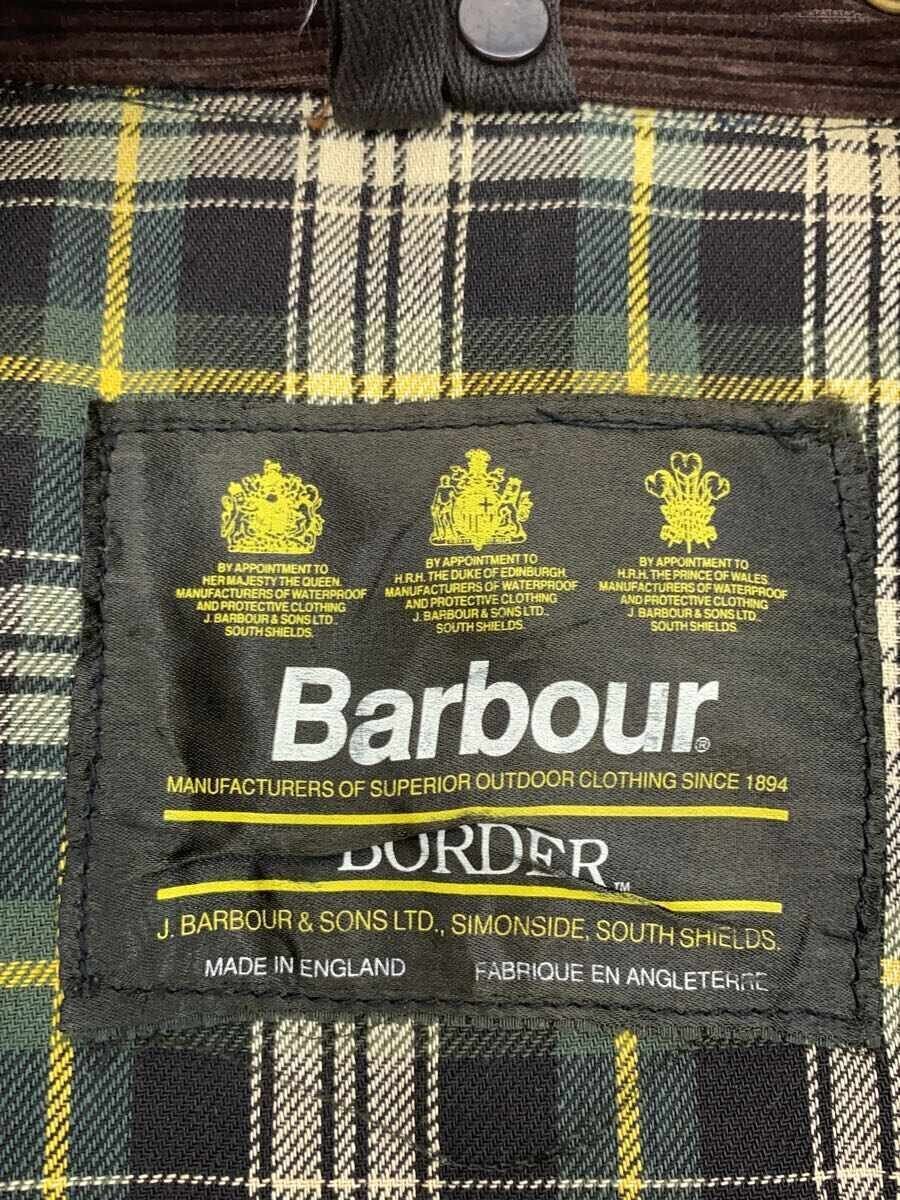 BY APPOINTMENT TO
HER MAJESTY THE QUEEN
MANUFACTURERS OF WATERPROOF
AND PROTECTIVE CLOTHING
J. BARBOUR & SONS LTD.
SOUTH SHIELDS.
BY APPOINTMENT TO
H.R.H. THE DUKE OF EDINBURGH
MANUFACTURERS OF WATERPROOF
AND PROTECTIVE CLOTHING
J. BARBOUR & SONS LTD.
SOUTH SHIELDS.
BY APPOINTMENT TO
H.R.H. THE PRINCE OF WALES
MANUFACTURERS OF WATERPROOF
AND PROTECTIVE CLOTHING
J. BARBOUR & SONS LTD.
SOUTH SHIELDS.
Barbour®
MANUFACTURERS OF SUPERIOR OUTDOOR CLOTHING SINCE 1894
BORDER™
J. BARBOUR & SONS LTD., SIMONSIDE, SOUTH SHIELDS.
MADE IN ENGLAND FABRIQUE EN ANGLETERRE